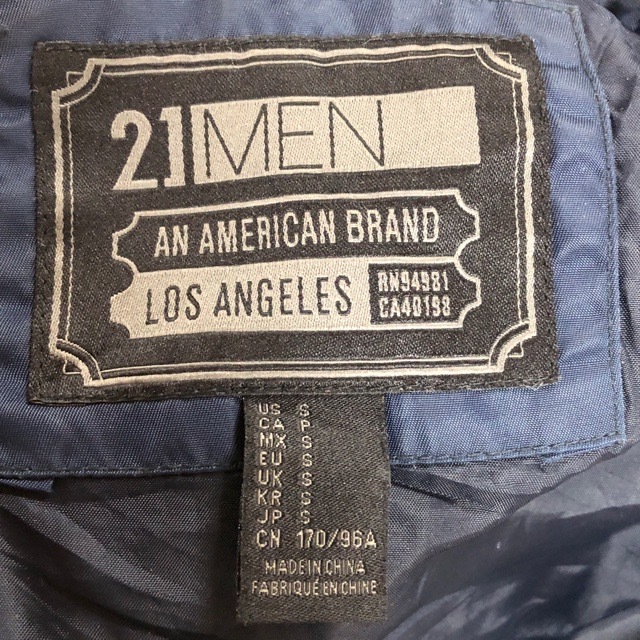 21MEN
AN AMERICAN BRAND
LOS ANGELES
RN94981
CA40198
US S
CA P
MX S
EU S
UK S
KR S
JP S
CN 170/96A
MADE IN CHINA
FABRIQUÉ EN CHINE